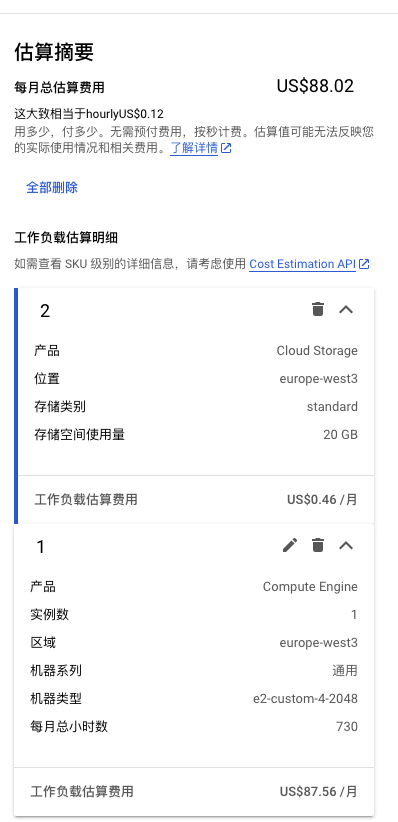 估算摘要
每月总估算费用 US$88.02
这大致相当于hourlyUS$0.12
用多少，付多少。无需预付费用，按秒计费。估算值可能无法反映您
的实际使用情况和相关费用。了解详情
全部删除
工作负载估算明细
如需查看 SKU 级别的详细信息，请考虑使用 Cost Estimation API
2
产品 Cloud Storage
位置 europe-west3
存储类别 standard
存储空间使用量 20 GB
工作负载估算费用 US$0.46 /月
1
产品 Compute Engine
实例数 1
区域 europe-west3
机器系列 通用
机器类型 e2-custom-4-2048
每月总小时数 730
工作负载估算费用 US$87.56 /月